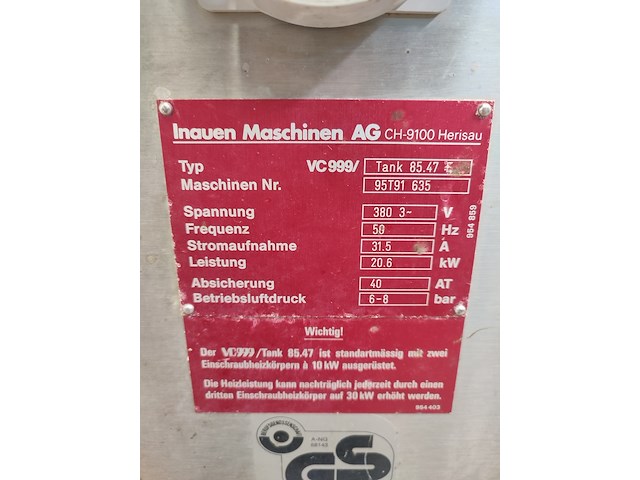 Inauen Maschinen AG CH-9100 Herisau
Typ VC999/ Tank 85.47
Maschinen Nr. 95T91 635
Spannung 380 3~ V
Frequenz 50 Hz
Stromaufnahme 31.5 A
Leistung 20.6 kW
Absicherung 40 AT
Betriebsluftdruck 6-8 bar
954 859
Wichtig!
Der VC999/Tank 85.47 ist standartmässig mit zwei
Einschraubheizkörpern à 10 kW ausgerüstet.
Die Heizleistung kann nachträglich jederzeit durch einen
dritten Einschraubheizkörper auf 30 kW erhöht werden.
954 403
GS